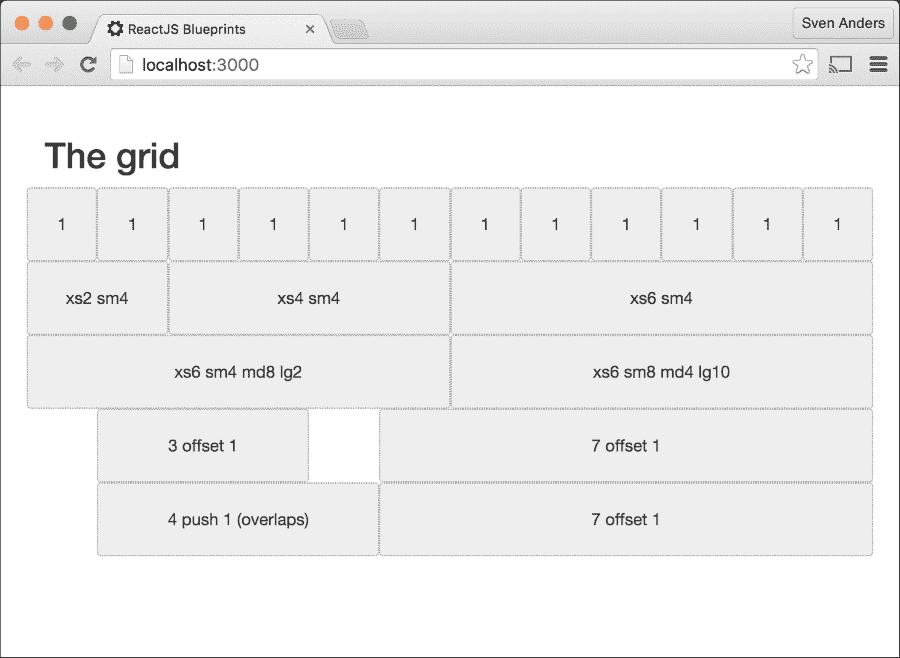 ReactJS Blueprints
Sven Anders
localhost:3000
The grid
1 1 1 1 1 1 1 1 1 1 1 1
xs2 sm4 xs4 sm4 xs6 sm4
xs6 sm4 md8 lg2 xs6 sm8 md4 lg10
3 offset 1 7 offset 1
4 push 1 (overlaps) 7 offset 1